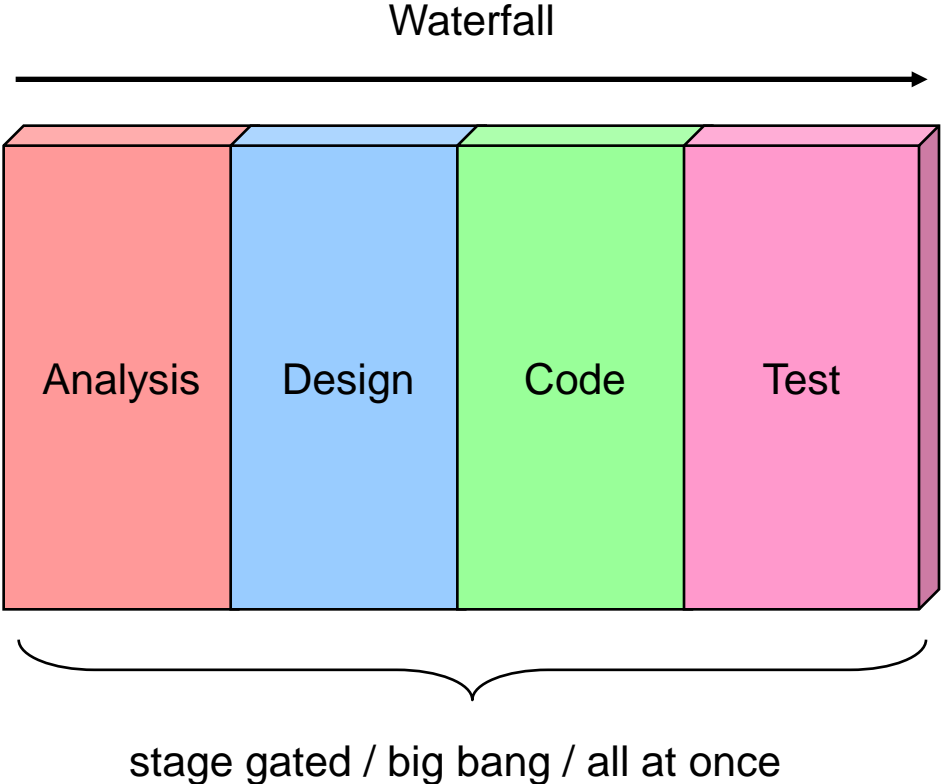 Waterfall
Analysis Design Code Test
stage gated / big bang / all at once